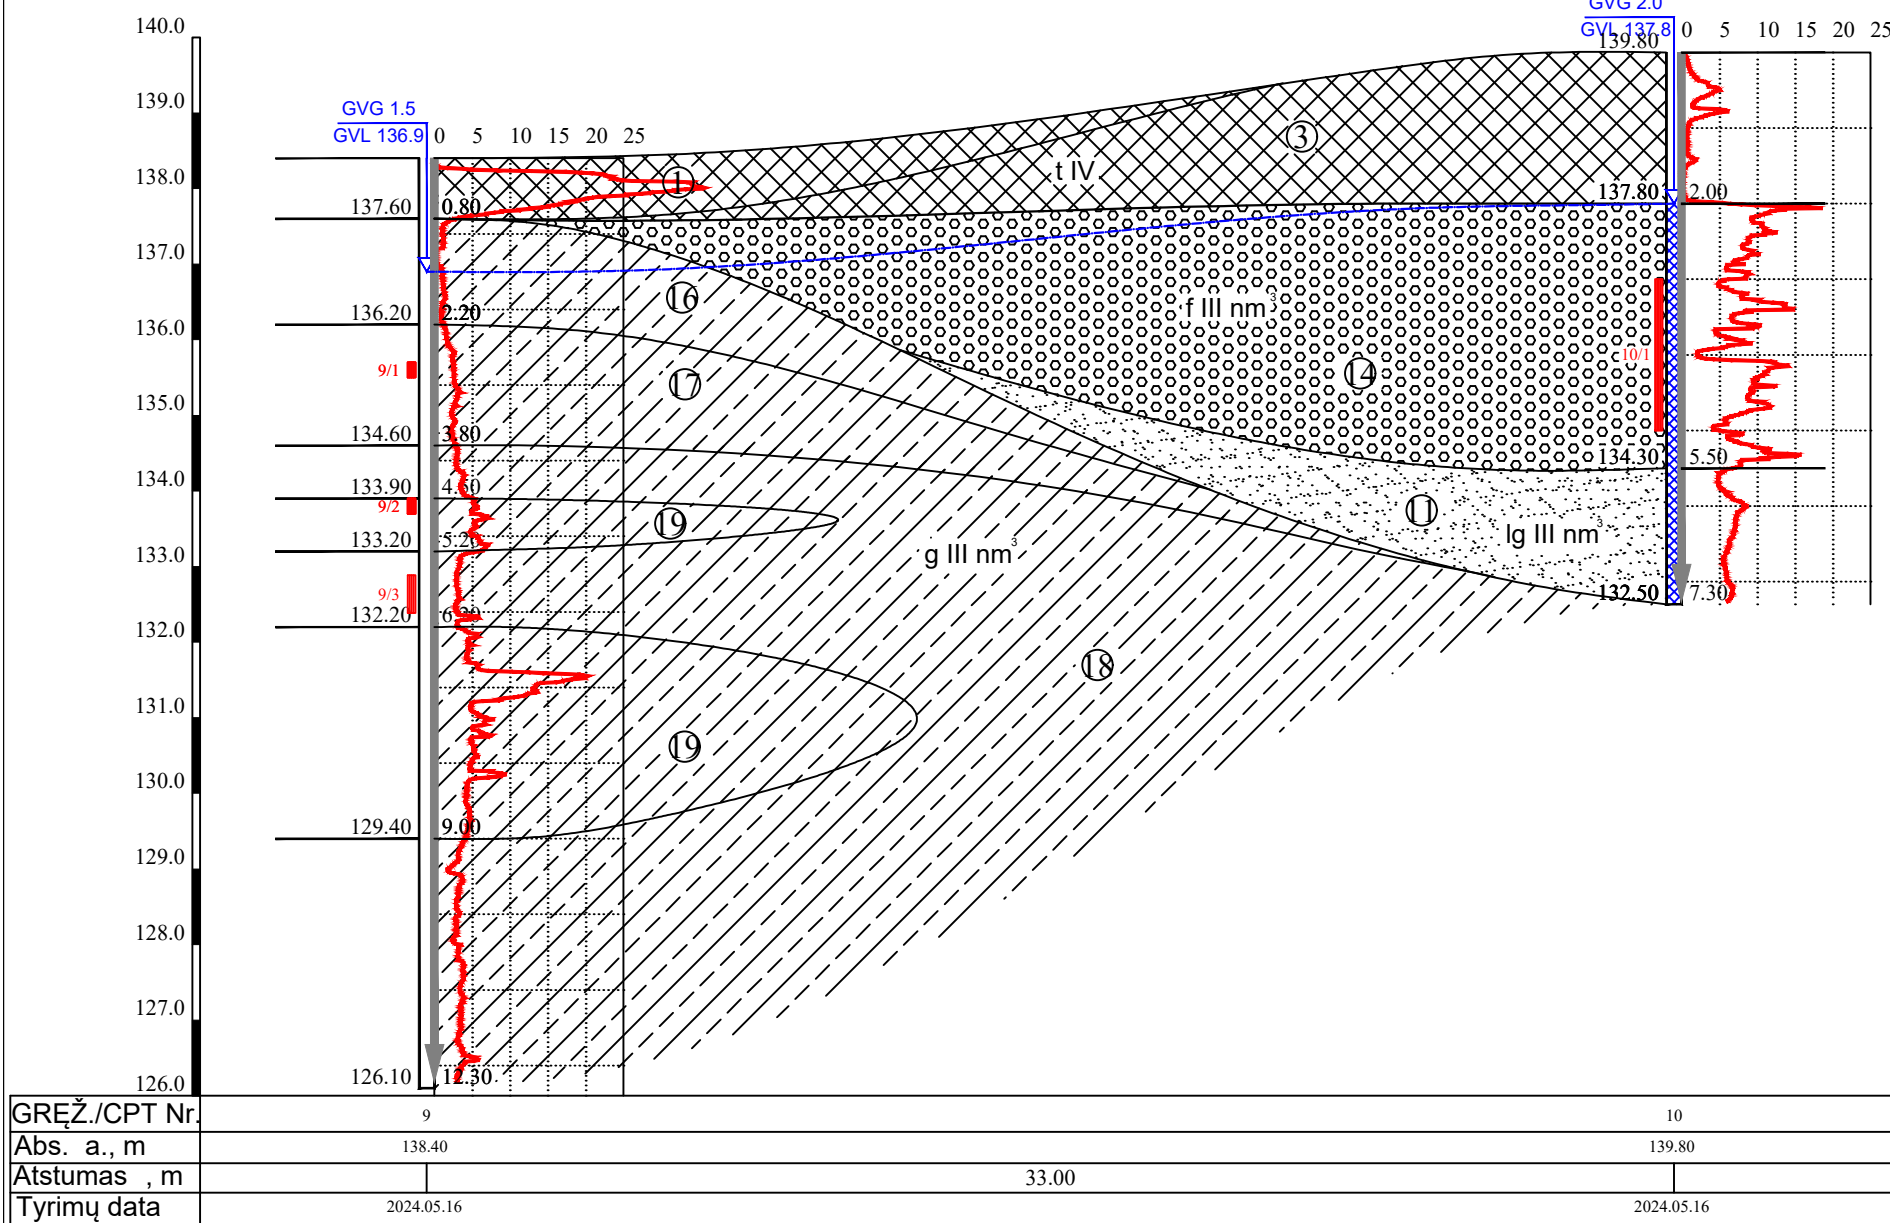 GVG 2.0
GVL 137.8
140.0
139.80
0 5 10 15 20 25
139.0
GVG 1.5
GVL 136.9
0 5 10 15 20 25
3
t IV
138.0
1
137.80 2.00
137.60 0.80
137.0
16
f III nm³
136.20 2.20
136.0
10/1
9/1
17
14
135.0
134.60 3.80
134.30 5.50
134.0
133.90 4.50
9/2
19
11
lg III nm³
133.20 5.20
133.0
g III nm³
9/3
132.50 7.30
132.20 6.20
132.0
18
131.0
19
130.0
129.40 9.00
129.0
128.0
127.0
126.10 12.30
126.0
GRĘŽ./CPT Nr. 9 10
Abs. a., m 138.40 139.80
Atstumas , m 33.00
Tyrimų data 2024.05.16 2024.05.16